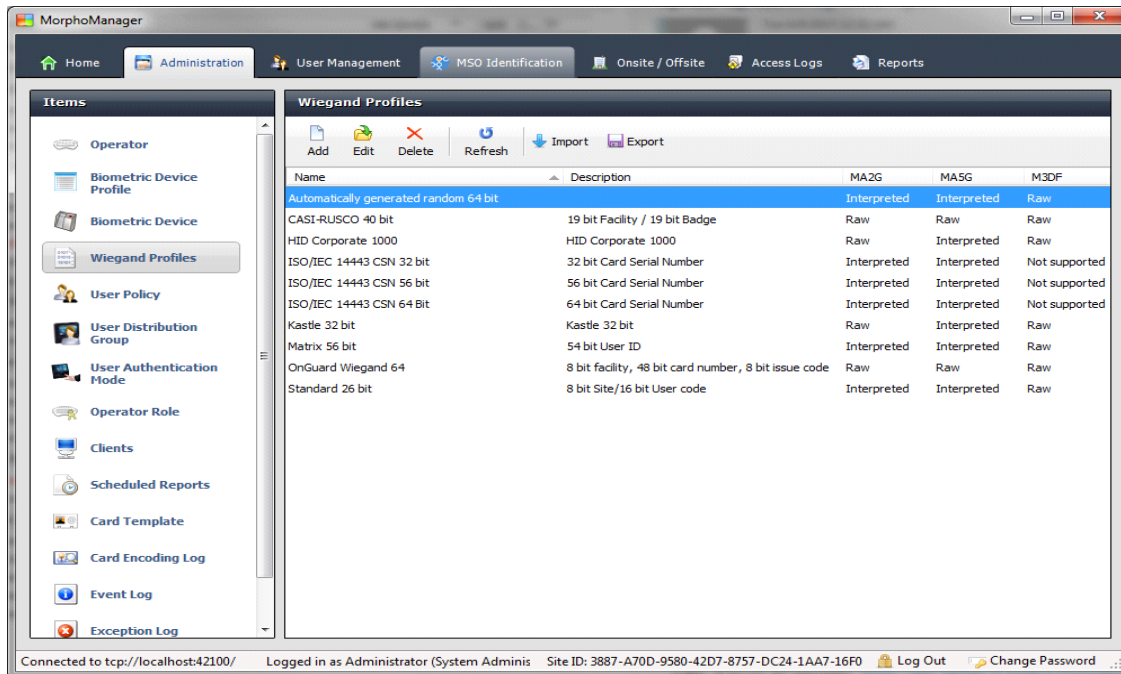 MorphoManager
Home Administration User Management MSO Identification Onsite / Offsite Access Logs Reports
Items
Operator
Biometric Device
Profile
Biometric Device
Wiegand Profiles
User Policy
User Distribution
Group
User Authentication
Mode
Operator Role
Clients
Scheduled Reports
Card Template
Card Encoding Log
Event Log
Exception Log
Wiegand Profiles
Add Edit Delete Refresh Import Export
Name Description MA2G MA5G M3DF
Automatically generated random 64 bit Interpreted Interpreted Raw
CASI-RUSCO 40 bit 19 bit Facility / 19 bit Badge Raw Raw Raw
HID Corporate 1000 HID Corporate 1000 Raw Interpreted Raw
ISO/IEC 14443 CSN 32 bit 32 bit Card Serial Number Interpreted Interpreted Not supported
ISO/IEC 14443 CSN 56 bit 56 bit Card Serial Number Interpreted Interpreted Not supported
ISO/IEC 14443 CSN 64 Bit 64 bit Card Serial Number Interpreted Interpreted Not supported
Kastle 32 bit Kastle 32 bit Raw Interpreted Raw
Matrix 56 bit 54 bit User ID Interpreted Interpreted Raw
OnGuard Wiegand 64 8 bit facility, 48 bit card number, 8 bit issue code Raw Raw Raw
Standard 26 bit 8 bit Site/16 bit User code Interpreted Interpreted Raw
Connected to tcp://localhost:42100/ Logged in as Administrator (System Adminis Site ID: 3887-A70D-9580-42D7-8757-DC24-1AA7-16F0 Log Out Change Password